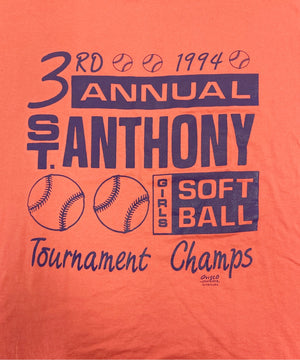 3RD 1994
ANNUAL
ST. ANTHONY
GIRLS SOFT
BALL
Tournament Champs